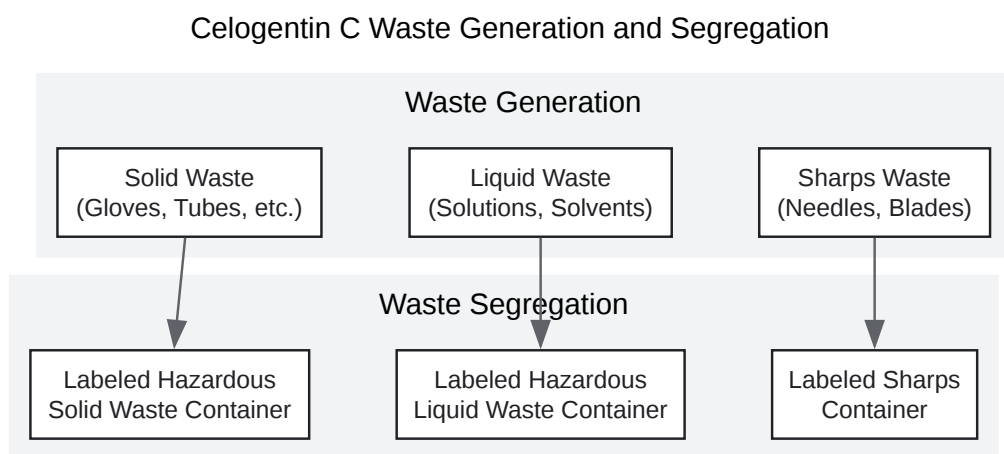 Celogentin C Waste Generation and Segregation
Waste Generation
Solid Waste
(Gloves, Tubes, etc.)
Liquid Waste
(Solutions, Solvents)
Sharps Waste
(Needles, Blades)
Waste Segregation
Labeled Hazardous
Solid Waste Container
Labeled Hazardous
Liquid Waste Container
Labeled Sharps
Container